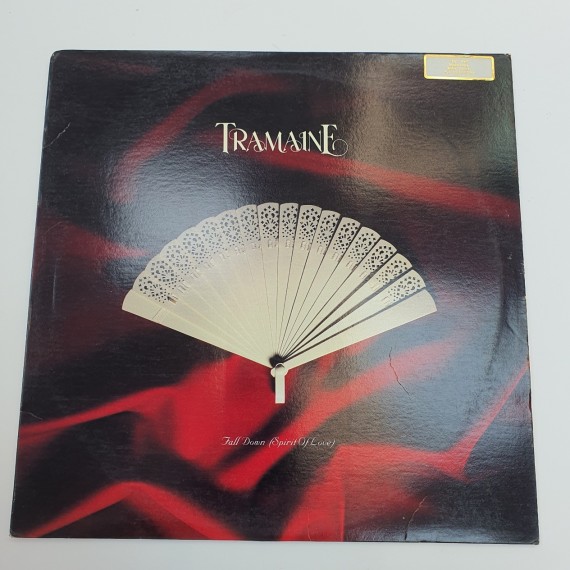 TRAMAINE
Fall Down (Spirit Of Love)